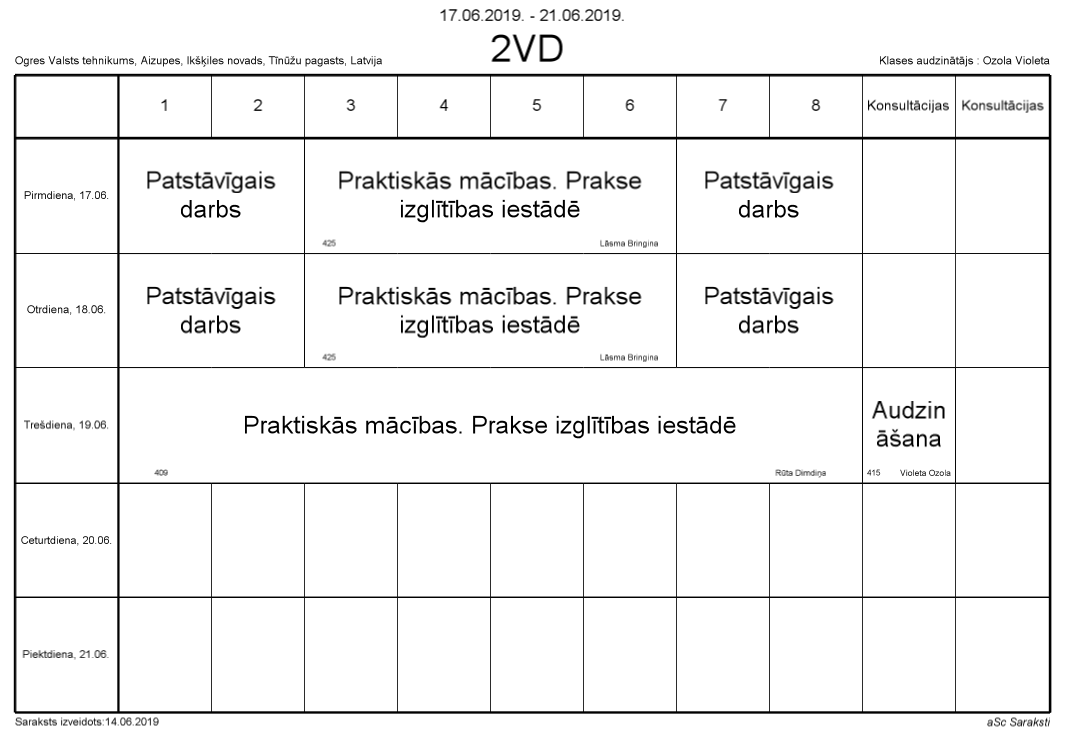 17.06.2019. - 21.06.2019.
2VD
Ogres Valsts tehnikums, Aizupes, Ikšķiles novads, Tīnūžu pagasts, Latvija
Klases audzinātājs : Ozola Violeta
1 2 3 4 5 6 7 8 Konsultācijas Konsultācijas
Pirmdiena, 17.06.
Patstāvīgais
darbs
Praktiskās mācības. Prakse
izglītības iestādē
425 Lāsma Bringina
Patstāvīgais
darbs
Otrdiena, 18.06.
Patstāvīgais
darbs
Praktiskās mācības. Prakse
izglītības iestādē
425 Lāsma Bringina
Patstāvīgais
darbs
Trešdiena, 19.06.
Praktiskās mācības. Prakse izglītības iestādē
409 Rūta Dimdiņa
Audzin
āšana
415 Violeta Ozola
Ceturtdiena, 20.06.
Piektdiena, 21.06.
Saraksts izveidots:14.06.2019
aSc Saraksti